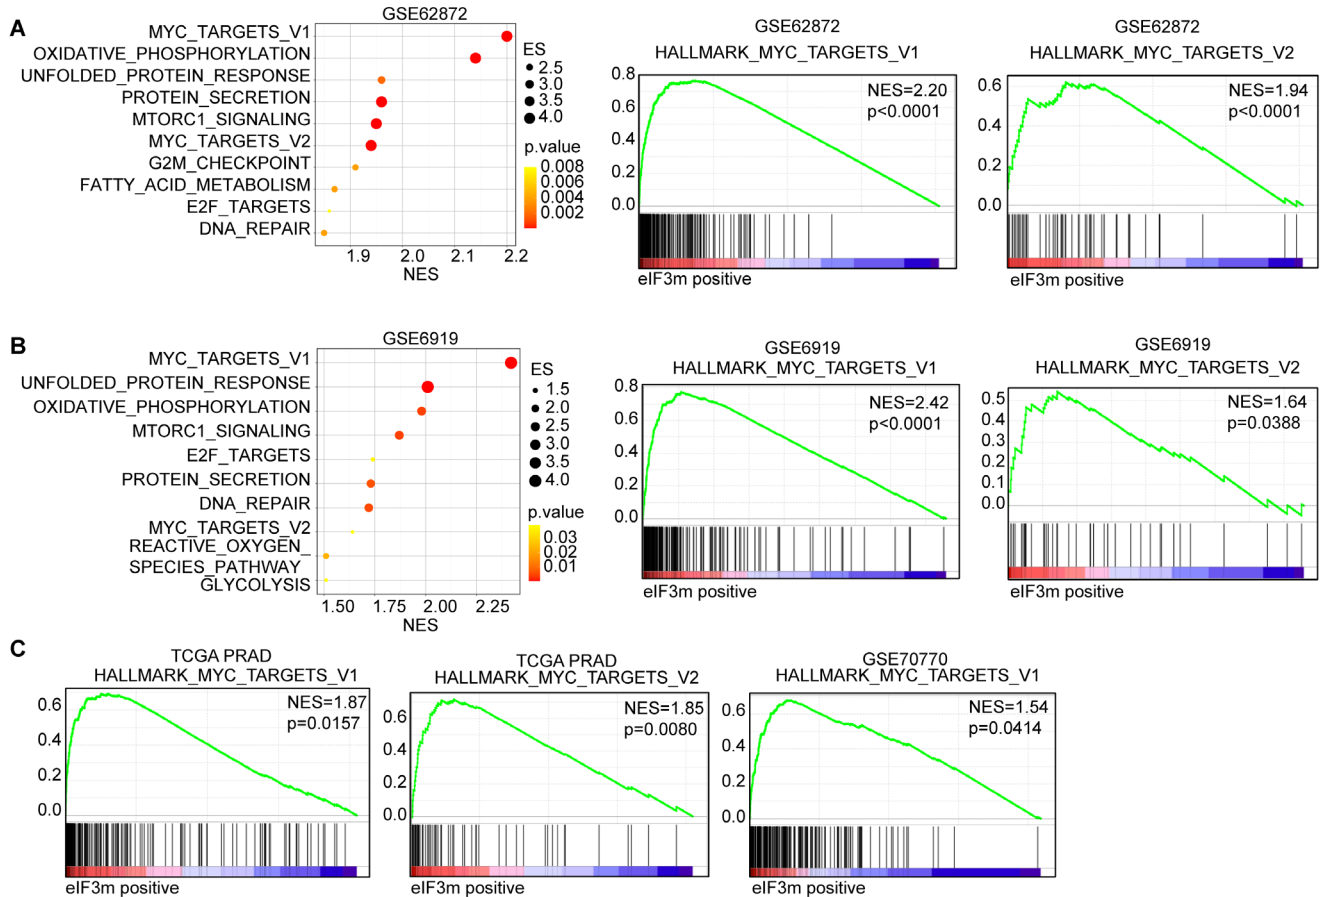 A
GSE62872
MYC_TARGETS_V1
OXIDATIVE_PHOSPHORYLATION
UNFOLDED_PROTEIN_RESPONSE
PROTEIN_SECRETION
MTORC1_SIGNALING
MYC_TARGETS_V2
G2M_CHECKPOINT
FATTY_ACID_METABOLISM
E2F_TARGETS
DNA_REPAIR
1.9 2.0 2.1 2.2
NES
ES
2.5
3.0
3.5
4.0
p.value
0.008
0.006
0.004
0.002
GSE62872
HALLMARK_MYC_TARGETS_V1
NES=2.20
p<0.0001
0.8
0.6
0.4
0.2
0.0
eIF3m positive
GSE62872
HALLMARK_MYC_TARGETS_V2
NES=1.94
p<0.0001
0.6
0.4
0.2
0.0
eIF3m positive
B
GSE6919
MYC_TARGETS_V1
UNFOLDED_PROTEIN_RESPONSE
OXIDATIVE_PHOSPHORYLATION
MTORC1_SIGNALING
E2F_TARGETS
PROTEIN_SECRETION
DNA_REPAIR
MYC_TARGETS_V2
REACTIVE_OXYGEN_
SPECIES_PATHWAY
GLYCOLYSIS
1.50 1.75 2.00 2.25
NES
ES
1.5
2.0
2.5
3.0
3.5
4.0
p.value
0.03
0.02
0.01
GSE6919
HALLMARK_MYC_TARGETS_V1
NES=2.42
p<0.0001
0.8
0.6
0.4
0.2
0.0
eIF3m positive
GSE6919
HALLMARK_MYC_TARGETS_V2
NES=1.64
p=0.0388
0.5
0.4
0.3
0.2
0.1
0.0
eIF3m positive
C
TCGA PRAD
HALLMARK_MYC_TARGETS_V1
NES=1.87
p=0.0157
0.6
0.4
0.2
0.0
eIF3m positive
TCGA PRAD
HALLMARK_MYC_TARGETS_V2
NES=1.85
p=0.0080
0.6
0.4
0.2
0.0
eIF3m positive
GSE70770
HALLMARK_MYC_TARGETS_V1
NES=1.54
p=0.0414
0.6
0.4
0.2
0.0
eIF3m positive